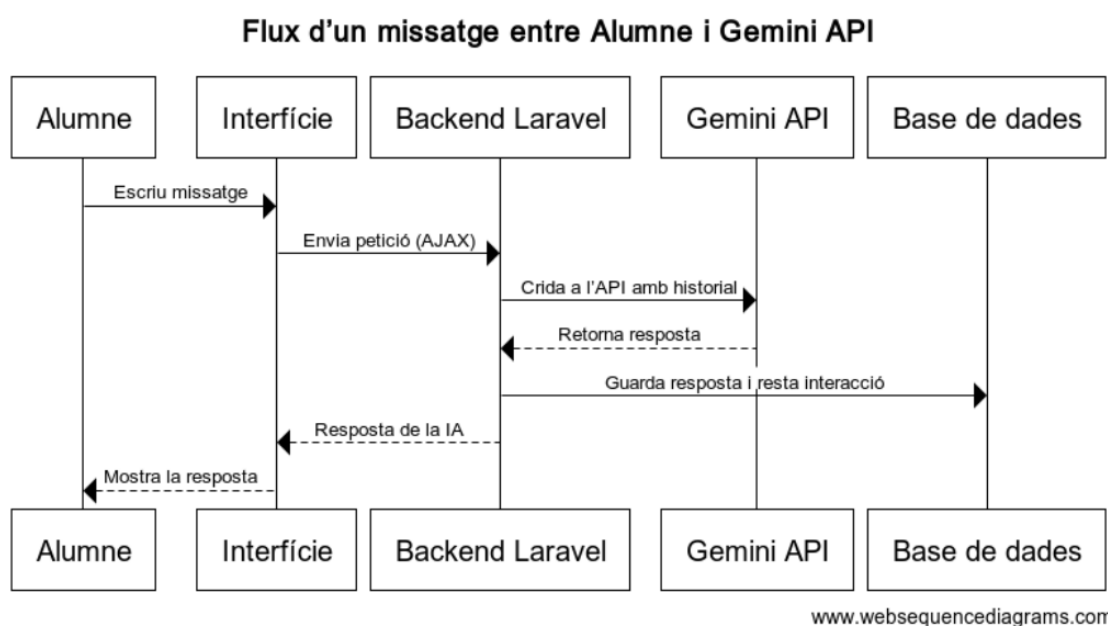 Flux d'un missatge entre Alumne i Gemini API
Alumne
Interfície
Backend Laravel
Gemini API
Base de dades
Escriu missatge
Envia petició (AJAX)
Crida a l'API amb historial
Retorna resposta
Guarda resposta i resta interacció
Resposta de la IA
Mostra la resposta
Alumne
Interfície
Backend Laravel
Gemini API
Base de dades
www.websequencediagrams.com